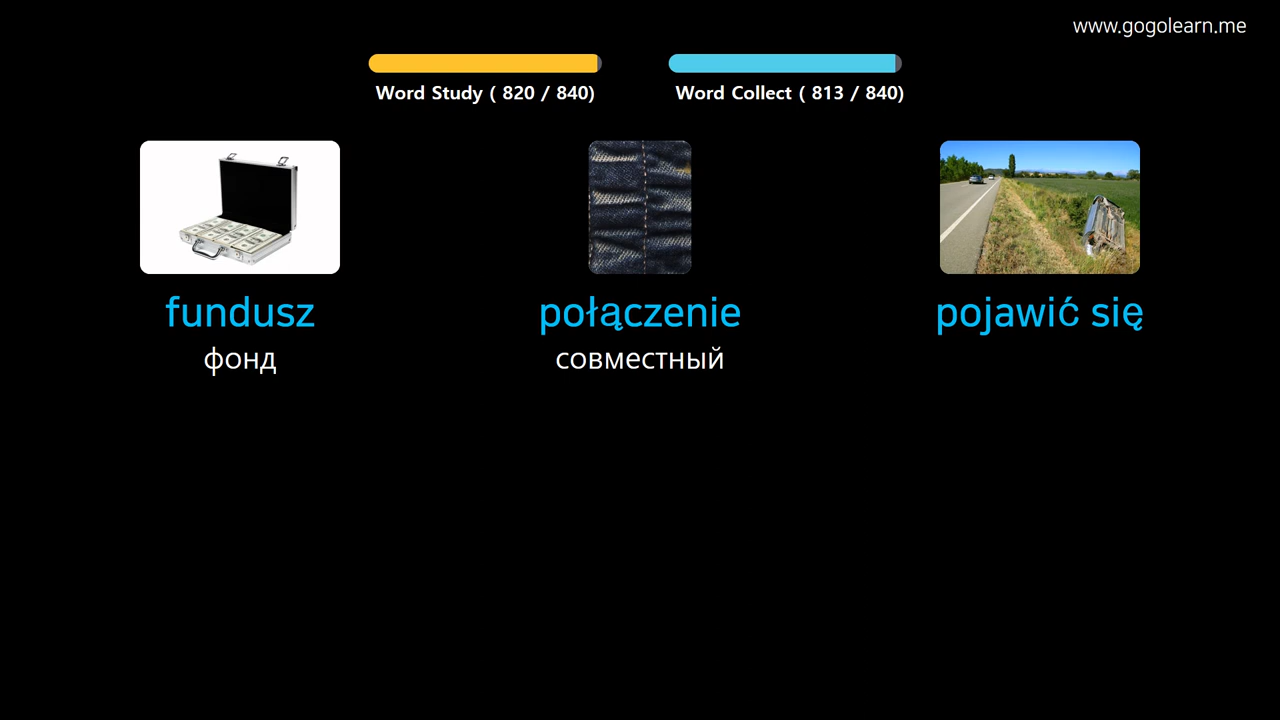 www.gogolearn.me
Word Study ( 820 / 840)
Word Collect ( 813 / 840)
fundusz
połączenie
pojawić się
фонд
совместный